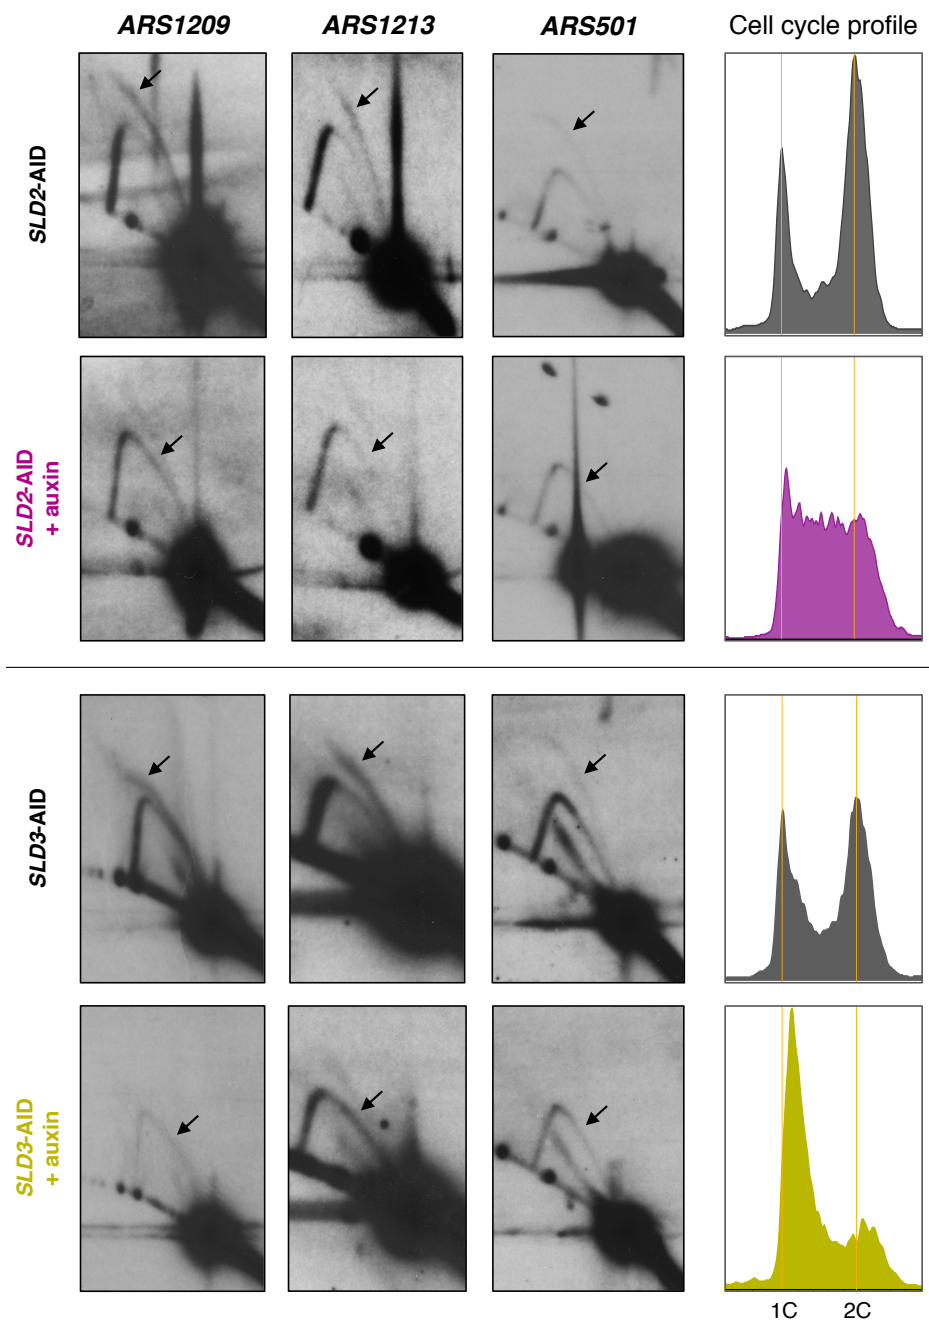 ARS1209 ARS1213 ARS501 Cell cycle profile
SLD2-AID
SLD2-AID
+ auxin
SLD3-AID
SLD3-AID
+ auxin
1C 2C